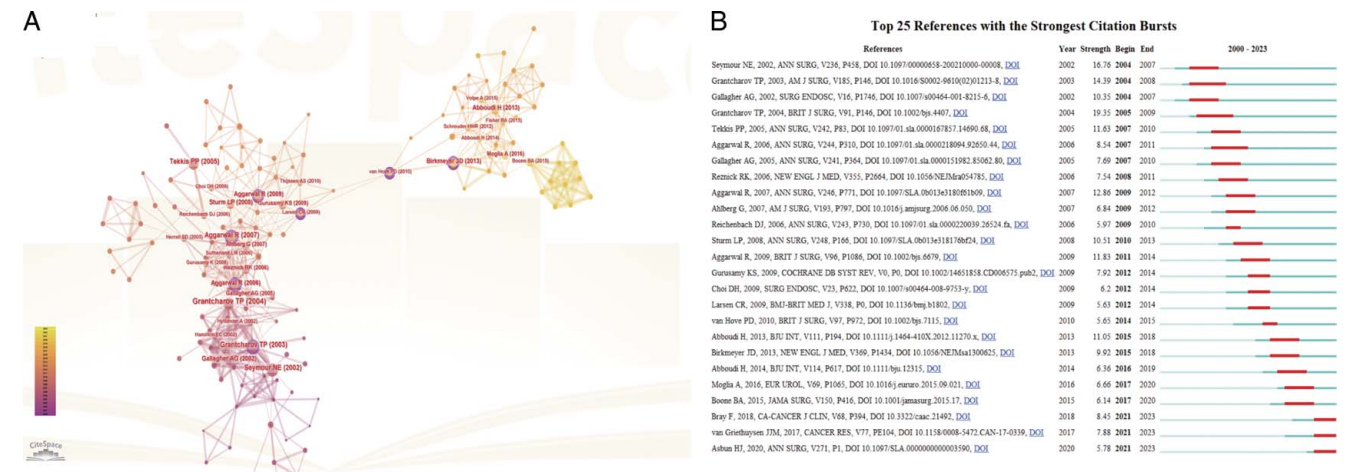 A
B
Top 25 References with the Strongest Citation Bursts
References Year Strength Begin End 2000 - 2023
Seymour NE, 2002, ANN SURG, V236, P458, DOI 10.1097/00000658-200210000-00008, DOI 2002 16.76 2004 2007
Grantcharov TP, 2003, AM J SURG, V185, P146, DOI 10.1016/S0002-9610(02)01213-8, DOI 2003 14.39 2004 2008
Gallagher AG, 2002, SURG ENDOSC, V16, P1746, DOI 10.1007/s00464-001-8215-6, DOI 2002 10.35 2004 2007
Grantcharov TP, 2004, BRIT J SURG, V91, P146, DOI 10.1002/bjs.4407, DOI 2004 19.35 2005 2009
Tekkis PP, 2005, ANN SURG, V242, P83, DOI 10.1097/01.sla.0000167857.14690.68, DOI 2005 11.63 2007 2010
Aggarwal R, 2006, ANN SURG, V244, P310, DOI 10.1097/01.sla.0000218094.92650.44, DOI 2006 8.54 2007 2011
Gallagher AG, 2005, ANN SURG, V241, P364, DOI 10.1097/01.sla.0000151982.85062.80, DOI 2005 7.69 2007 2010
Reznick RK, 2006, NEW ENGL J MED, V355, P2664, DOI 10.1056/NEJMra054785, DOI 2006 7.54 2008 2011
Aggarwal R, 2007, ANN SURG, V246, P771, DOI 10.1097/SLA.0b013e3180f61b09, DOI 2007 12.86 2009 2012
Ahlberg G, 2007, AM J SURG, V193, P797, DOI 10.1016/j.amjsurg.2006.06.050, DOI 2007 6.84 2009 2012
Reichenbach DJ, 2006, ANN SURG, V243, P730, DOI 10.1097/01.sla.0000220039.26524.fa, DOI 2006 5.97 2009 2010
Sturm LP, 2008, ANN SURG, V248, P166, DOI 10.1097/SLA.0b013e318176bf24, DOI 2008 10.51 2010 2013
Aggarwal R, 2009, BRIT J SURG, V96, P1086, DOI 10.1002/bjs.6679, DOI 2009 11.83 2011 2014
Gurusamy KS, 2009, COCHRANE DB SYST REV, V0, P0, DOI 10.1002/14651858.CD006575.pub2, DOI 2009 7.92 2012 2014
Choi DH, 2009, SURG ENDOSC, V23, P622, DOI 10.1007/s00464-008-9753-y, DOI 2009 6.2 2012 2014
Larsen CR, 2009, BMJ-BRIT MED J, V338, P0, DOI 10.1136/bmj.b1802, DOI 2009 5.63 2012 2014
van Hove PD, 2010, BRIT J SURG, V97, P972, DOI 10.1002/bjs.7115, DOI 2010 5.65 2014 2015
Abboudi H, 2013, BJU INT, V111, P194, DOI 10.1111/j.1464-410X.2012.11270.x, DOI 2013 11.05 2015 2018
Birkmeyer JD, 2013, NEW ENGL J MED, V369, P1434, DOI 10.1056/NEJMsa1300625, DOI 2013 9.92 2015 2018
Abboudi H, 2014, BJU INT, V114, P617, DOI 10.1111/bju.12315, DOI 2014 6.36 2016 2019
Moglia A, 2016, EUR UROL, V69, P1065, DOI 10.1016/j.eururo.2015.09.021, DOI 2016 6.66 2017 2020
Boone BA, 2015, JAMA SURG, V150, P416, DOI 10.1001/jamasurg.2015.17, DOI 2015 6.14 2017 2020
Bray F, 2018, CA-CANCER J CLIN, V68, P394, DOI 10.3322/caac.21492, DOI 2018 8.45 2021 2023
van Griethuysen JJM, 2017, CANCER RES, V77, PE104, DOI 10.1158/0008-5472.CAN-17-0339, DOI 2017 7.88 2021 2023
Asbun HJ, 2020, ANN SURG, V271, P1, DOI 10.1097/SLA.0000000000003590, DOI 2020 5.78 2021 2023
Volpe A (2015)
Abboudi H (2013)
Fisher RA (2015)
Schreuder HWR (2012)
Abboudi H (2014)
Moglia A (2016)
Birkmeyer JD (2013)
Boone BA (2015)
van Hove PD (2010)
Tekkis PP (2005)
Thijssen AS (2010)
Choi DH (2009)
Aggarwal R (2009)
Sturm LP (2008)
Gurusamy KS (2009)
Larsen CR (2009)
Reichenbach DJ (2006)
Aggarwal R (2007)
Ahlberg G (2007)
Gurusamy K (2008)
Reznick RK (2006)
Aggarwal R (2006)
Gallagher AG (2005)
Grantcharov TP (2004)
Grantcharov TP (2003)
Gallagher AG (2002)
Seymour NE (2002)
CiteSpace